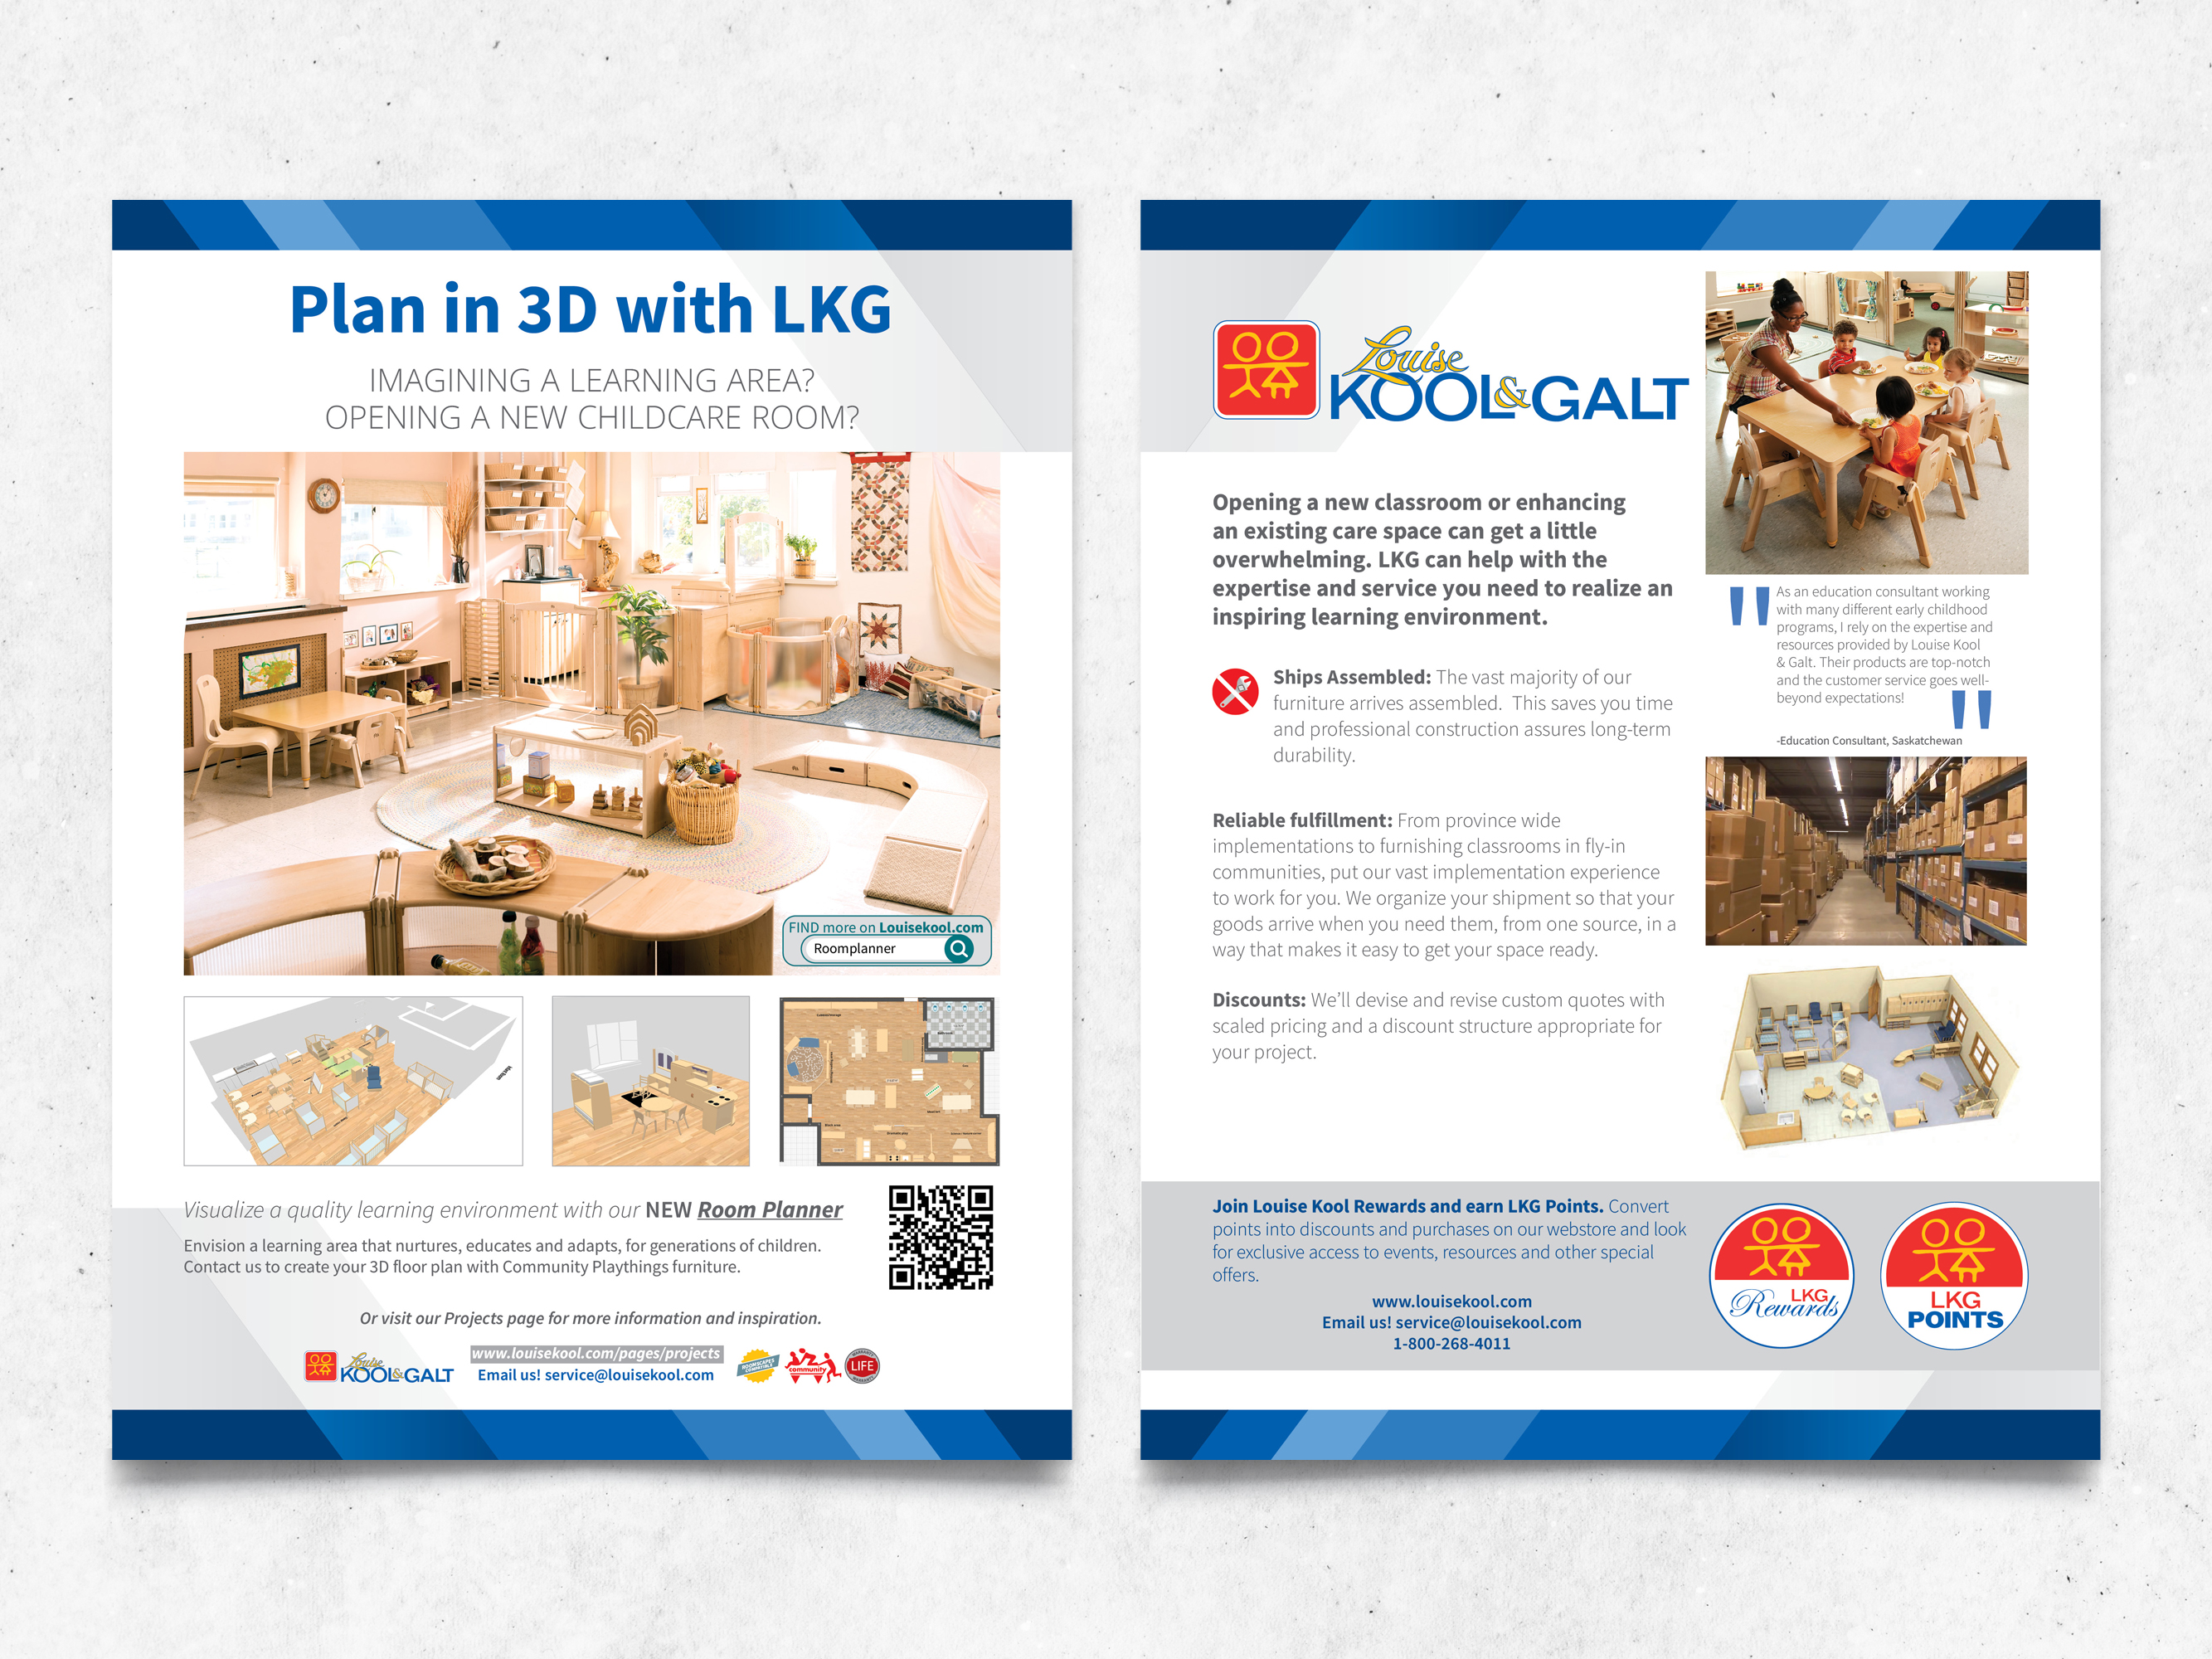 Plan in 3D with LKG
IMAGINING A LEARNING AREA?
OPENING A NEW CHILDCARE ROOM?
FIND more on Louisekool.com
Roomplanner
Visualize a quality learning environment with our NEW Room Planner
Envision a learning area that nurtures, educates and adapts, for generations of children.
Contact us to create your 3D floor plan with Community Playthings furniture.
Or visit our Projects page for more information and inspiration.
Louise
KOOL&GALT
www.louisekool.com/pages/projects
Email us! service@louisekool.com
ROOMSCAPES
COMPATIBLE
community
WARRANTY
LIFE
WARRANTY
Louise
KOOL&GALT
Opening a new classroom or enhancing
an existing care space can get a little
overwhelming. LKG can help with the
expertise and service you need to realize an
inspiring learning environment.
Ships Assembled: The vast majority of our
furniture arrives assembled.  This saves you time
and professional construction assures long-term
durability.
Reliable fulfillment: From province wide
implementations to furnishing classrooms in fly-in
communities, put our vast implementation experience
to work for you. We organize your shipment so that your
goods arrive when you need them, from one source, in a
way that makes it easy to get your space ready.
Discounts: We'll devise and revise custom quotes with
scaled pricing and a discount structure appropriate for
your project.
" As an education consultant working
with many different early childhood
programs, I rely on the expertise and
resources provided by Louise Kool
& Galt. Their products are top-notch
and the customer service goes well-
beyond expectations! "
-Education Consultant, Saskatchewan
Join Louise Kool Rewards and earn LKG Points. Convert
points into discounts and purchases on our webstore and look
for exclusive access to events, resources and other special
offers.
www.louisekool.com
Email us! service@louisekool.com
1-800-268-4011
LKG
Rewards
LKG
POINTS